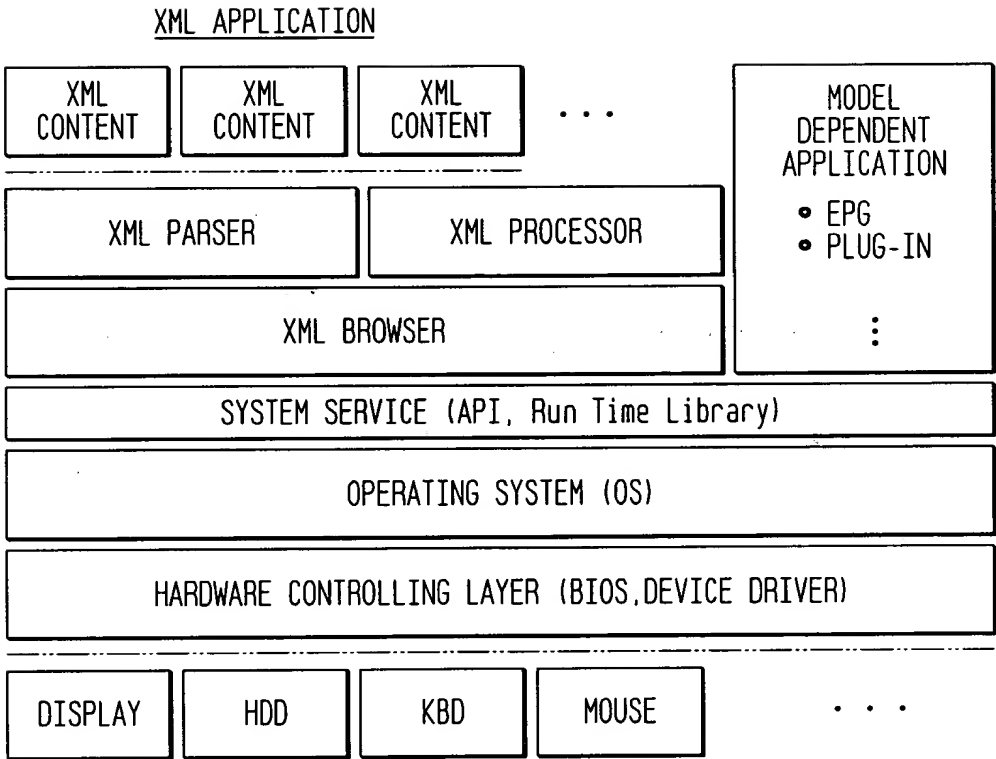 XML APPLICATION
XML
CONTENT
XML
CONTENT
XML
CONTENT
. . .
MODEL
DEPENDENT
APPLICATION
• EPG
• PLUG-IN
⋮
XML PARSER
XML PROCESSOR
XML BROWSER
SYSTEM SERVICE (API, Run Time Library)
OPERATING SYSTEM (OS)
HARDWARE CONTROLLING LAYER (BIOS,DEVICE DRIVER)
DISPLAY
HDD
KBD
MOUSE
. . .